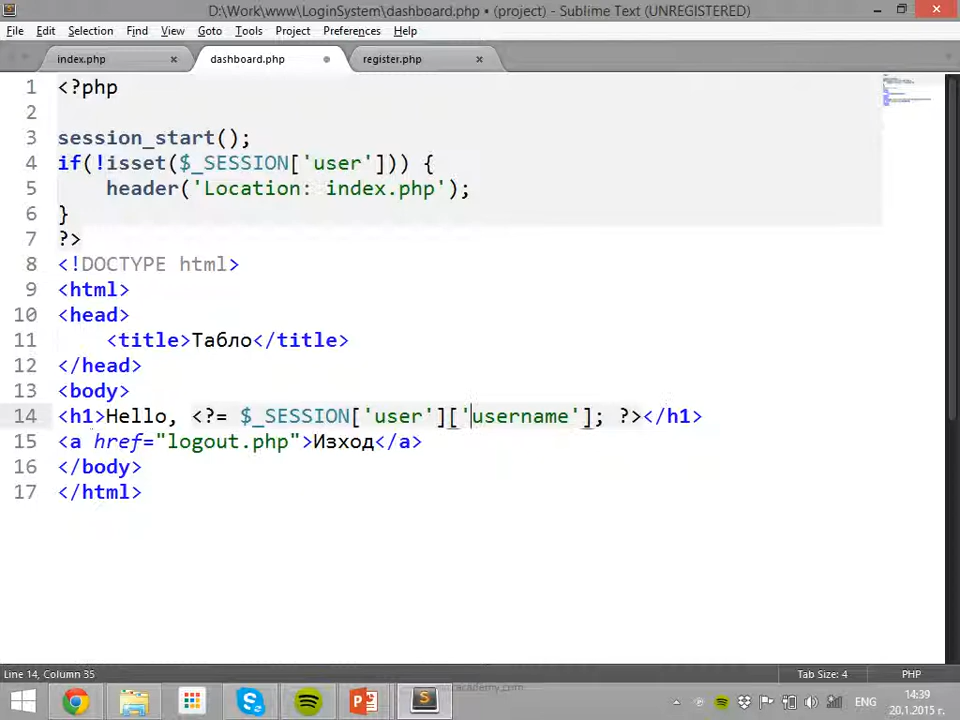 D:\Work\www\LoginSystem\dashboard.php • (project) - Sublime Text (UNREGISTERED)
File Edit Selection Find View Goto Tools Project Preferences Help
index.php dashboard.php register.php
1 <?php
2
3 session_start();
4 if(!isset($_SESSION['user'])) {
5 header('Location: index.php');
6 }
7 ?>
8 <!DOCTYPE html>
9 <html>
10 <head>
11 <title>Табло</title>
12 </head>
13 <body>
14 <h1>Hello, <?= $_SESSION['user']['username']; ?></h1>
15 <a href="logout.php">Изход</a>
16 </body>
17 </html>
Line 14, Column 35 Tab Size: 4 PHP
ENG 14:39
20.1.2015 г.